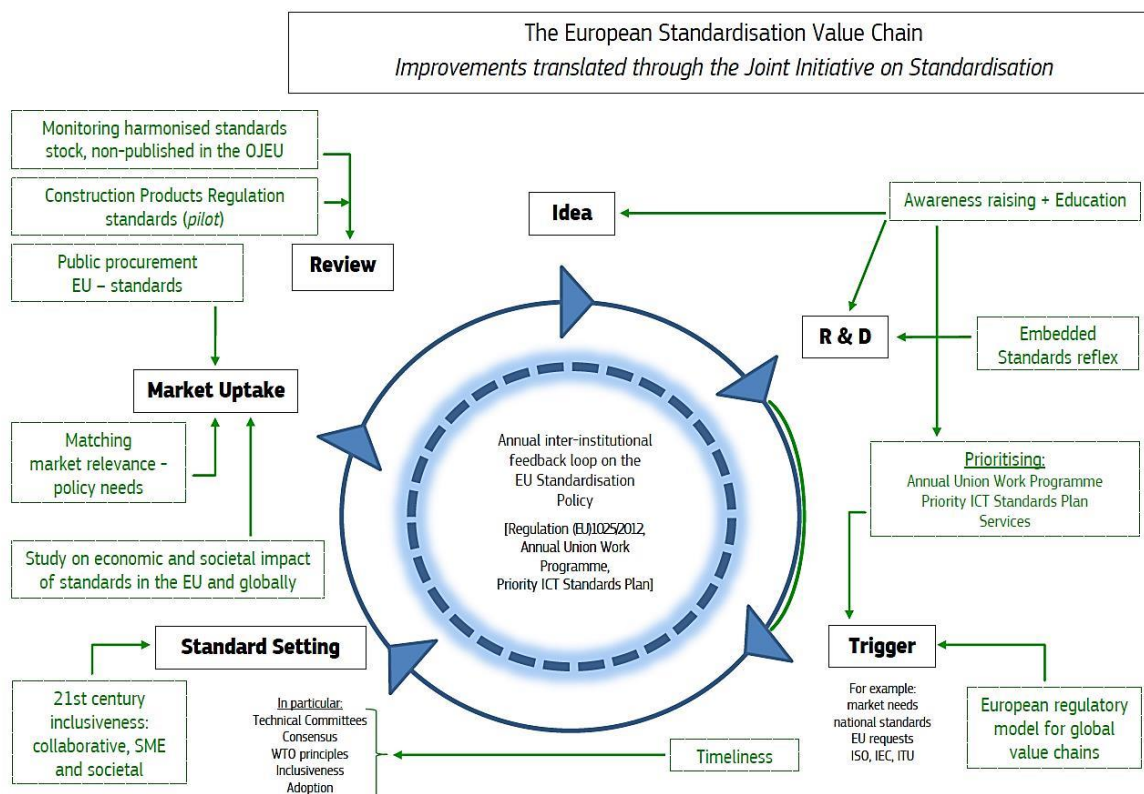 The European Standardisation Value Chain
Improvements translated through the Joint Initiative on Standardisation
Monitoring harmonised standards
stock, non-published in the OJEU
Construction Products Regulation
standards (pilot)
Public procurement
EU – standards
Review
Idea
Awareness raising + Education
R & D
Embedded
Standards reflex
Market Uptake
Matching
market relevance –
policy needs
Annual inter-institutional
feedback loop on the
EU Standardisation
Policy
[Regulation (EU)1025/2012,
Annual Union Work
Programme,
Priority ICT Standards Plan]
Prioritising:
Annual Union Work Programme
Priority ICT Standards Plan
Services
Study on economic and societal impact
of standards in the EU and globally
Standard Setting
Trigger
21st century
inclusiveness:
collaborative, SME
and societal
In particular:
Technical Committees
Consensus
WTO principles
Inclusiveness
Adoption
Timeliness
For example:
market needs
national standards
EU requests
ISO, IEC, ITU
European regulatory
model for global
value chains